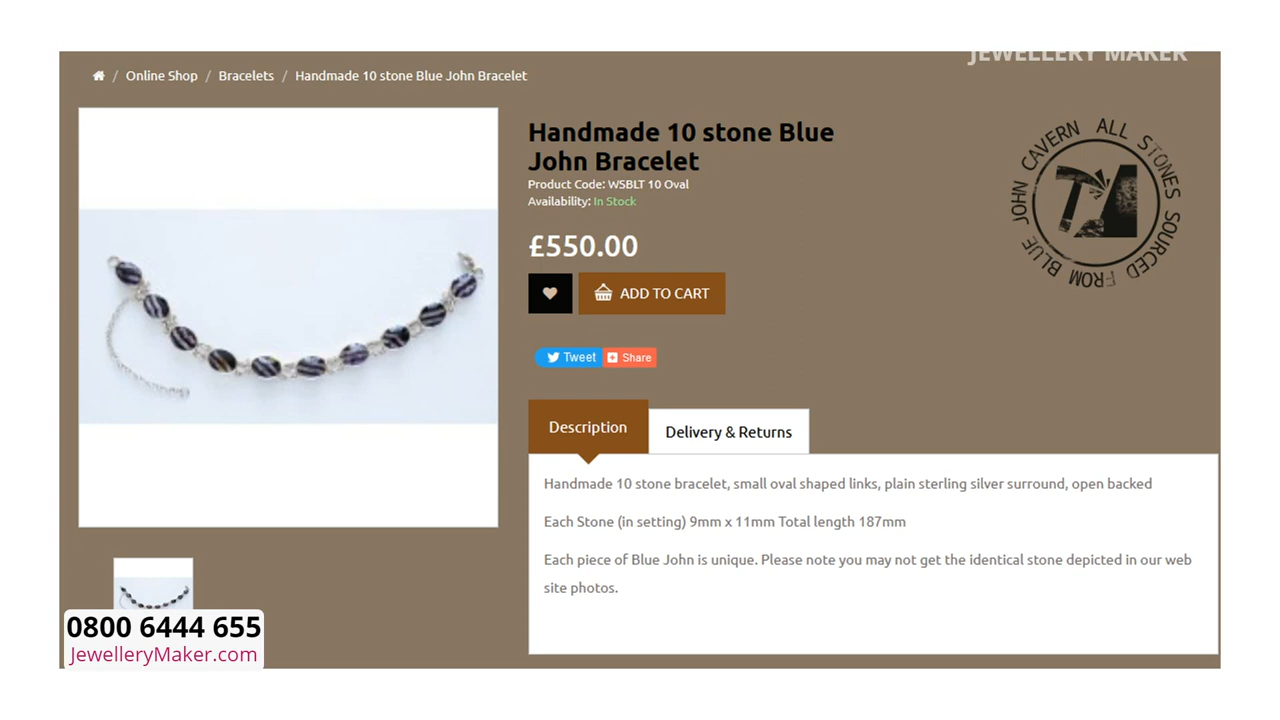 JEWELLERY MAKER
/ Online Shop / Bracelets / Handmade 10 stone Blue John Bracelet
Handmade 10 stone Blue
John Bracelet
Product Code: WSBLT 10 Oval
Availability: In Stock
£550.00
ADD TO CART
Tweet Share
BLUE JOHN CAVERN ALL STONES SOURCED FROM
TA
Description
Delivery & Returns
Handmade 10 stone bracelet, small oval shaped links, plain sterling silver surround, open backed
Each Stone (in setting) 9mm x 11mm Total length 187mm
Each piece of Blue John is unique. Please note you may not get the identical stone depicted in our web
site photos.
0800 6444 655
JewelleryMaker.com